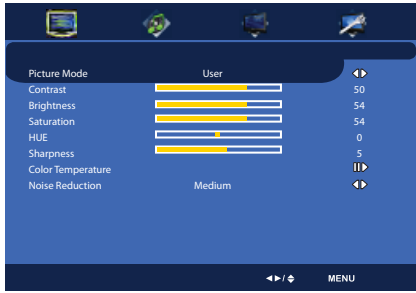 Picture Mode User
Contrast 50
Brightness 54
Saturation 54
HUE 0
Sharpness 5
Color Temperature
Noise Reduction Medium
◄►/ MENU